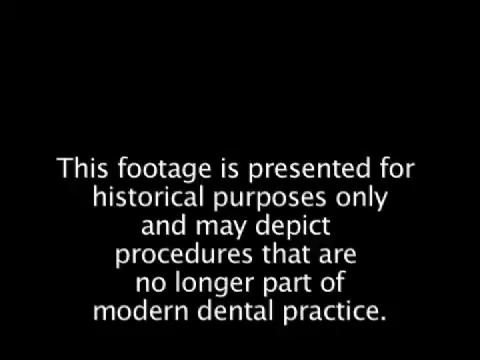 This footage is presented for
historical purposes only
and may depict
procedures that are
no longer part of
modern dental practice.